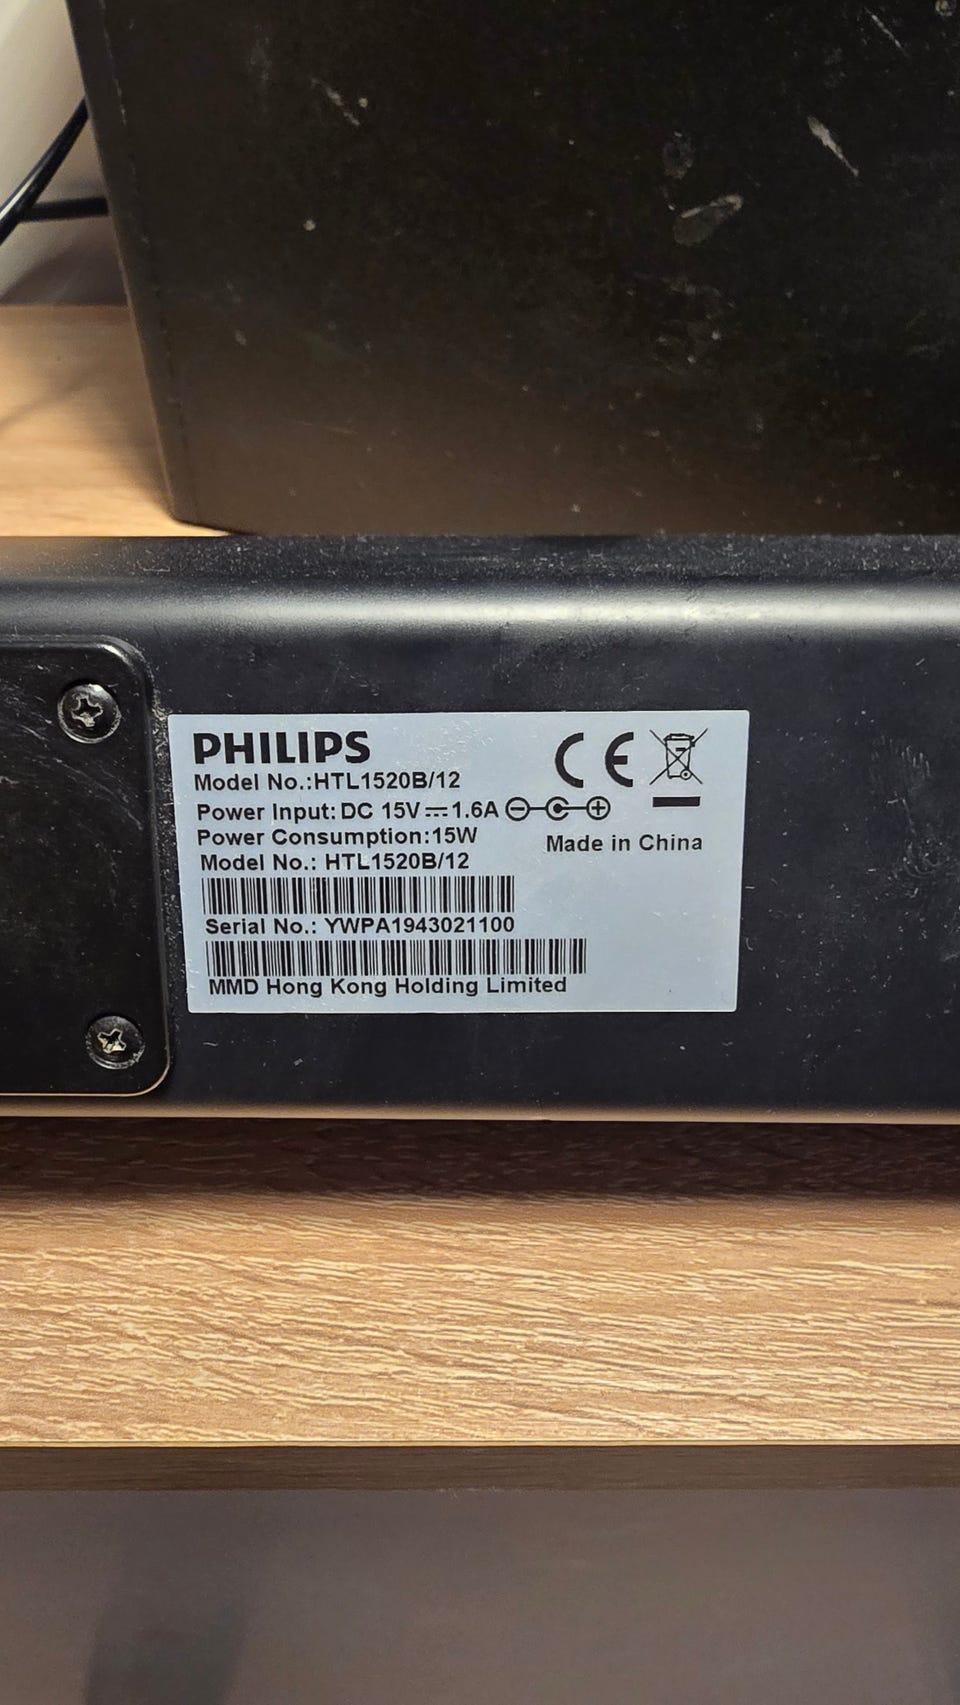 PHILIPS
Model No.:HTL1520B/12
Power Input: DC 15V⎓1.6A
Power Consumption:15W
Made in China
Model No.: HTL1520B/12
Serial No.: YWPA1943021100
MMD Hong Kong Holding Limited
CE